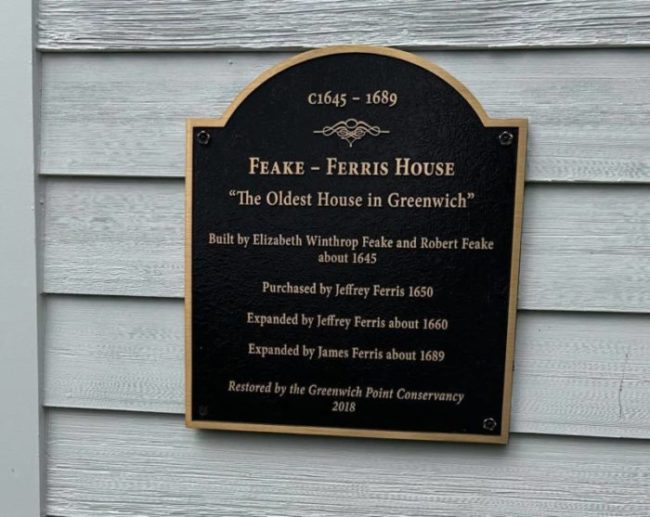 C1645 – 1689
FEAKE – FERRIS HOUSE
“The Oldest House in Greenwich”
Built by Elizabeth Winthrop Feake and Robert Feake
about 1645
Purchased by Jeffrey Ferris 1650
Expanded by Jeffrey Ferris about 1660
Expanded by James Ferris about 1689
Restored by the Greenwich Point Conservancy
2018